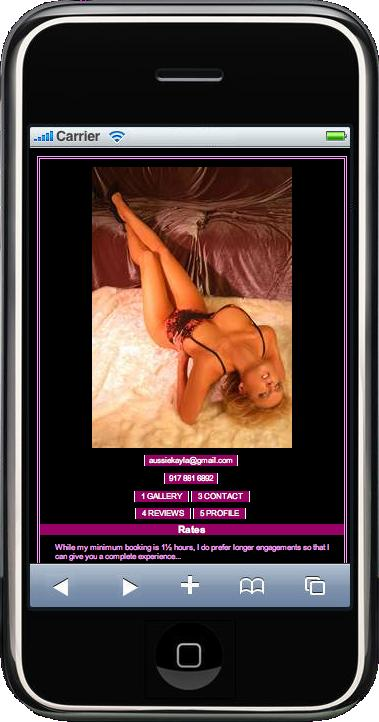 Carrier
aussiekayla@gmail.com
917 881 6892
1 GALLERY 3 CONTACT
4 REVIEWS 5 PROFILE
Rates
While my minimum booking is 1½ hours, I do prefer longer engagements so that I
can give you a complete experience...